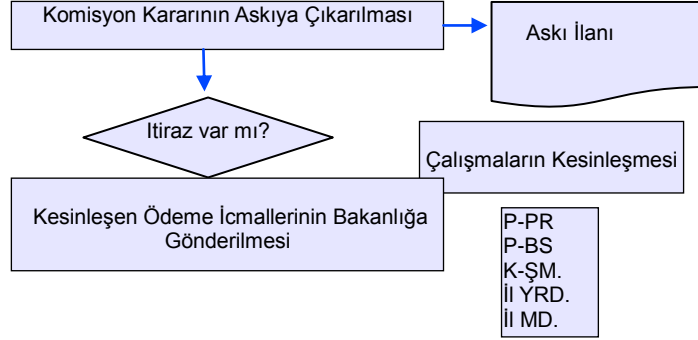 Komisyon Kararının Askıya Çıkarılması
Askı İlanı
Itiraz var mı?
Çalışmaların Kesinleşmesi
Kesinleşen Ödeme İcmallerinin Bakanlığa
Gönderilmesi
P-PR
P-BS
K-ŞM.
İl YRD.
İl MD.